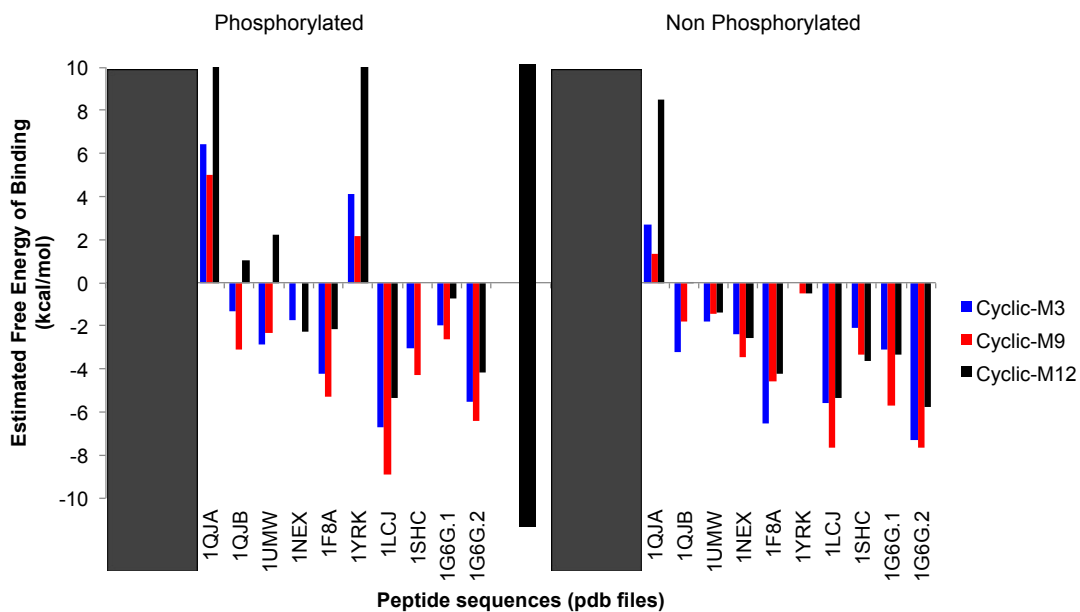 Phosphorylated
Non Phosphorylated
Estimated Free Energy of Binding
(kcal/mol)
10
8
6
4
2
0
-2
-4
-6
-8
-10
1QJA
1QJB
1UMW
1NEX
1F8A
1YRK
1LCJ
1SHC
1G6G.1
1G6G.2
1QJA
1QJB
1UMW
1NEX
1F8A
1YRK
1LCJ
1SHC
1G6G.1
1G6G.2
Cyclic-M3
Cyclic-M9
Cyclic-M12
Peptide sequences (pdb files)